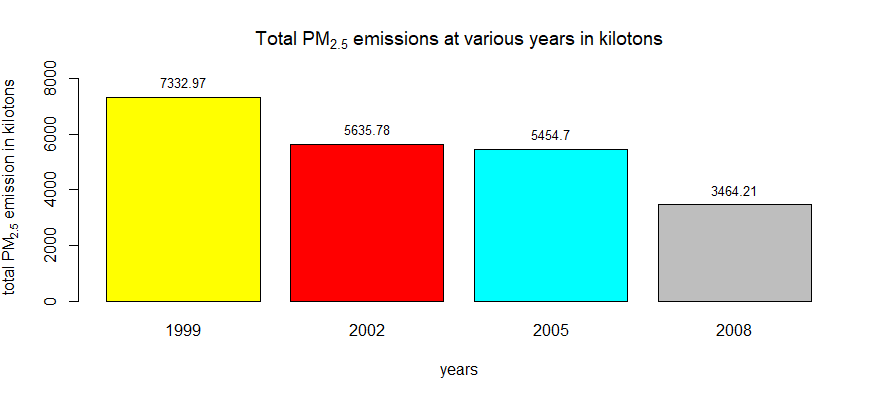 Total PM2.5 emissions at various years in kilotons
total PM2.5 emission in kilotons
8000
6000
4000
2000
0
7332.97
5635.78
5454.7
3464.21
1999 2002 2005 2008
years